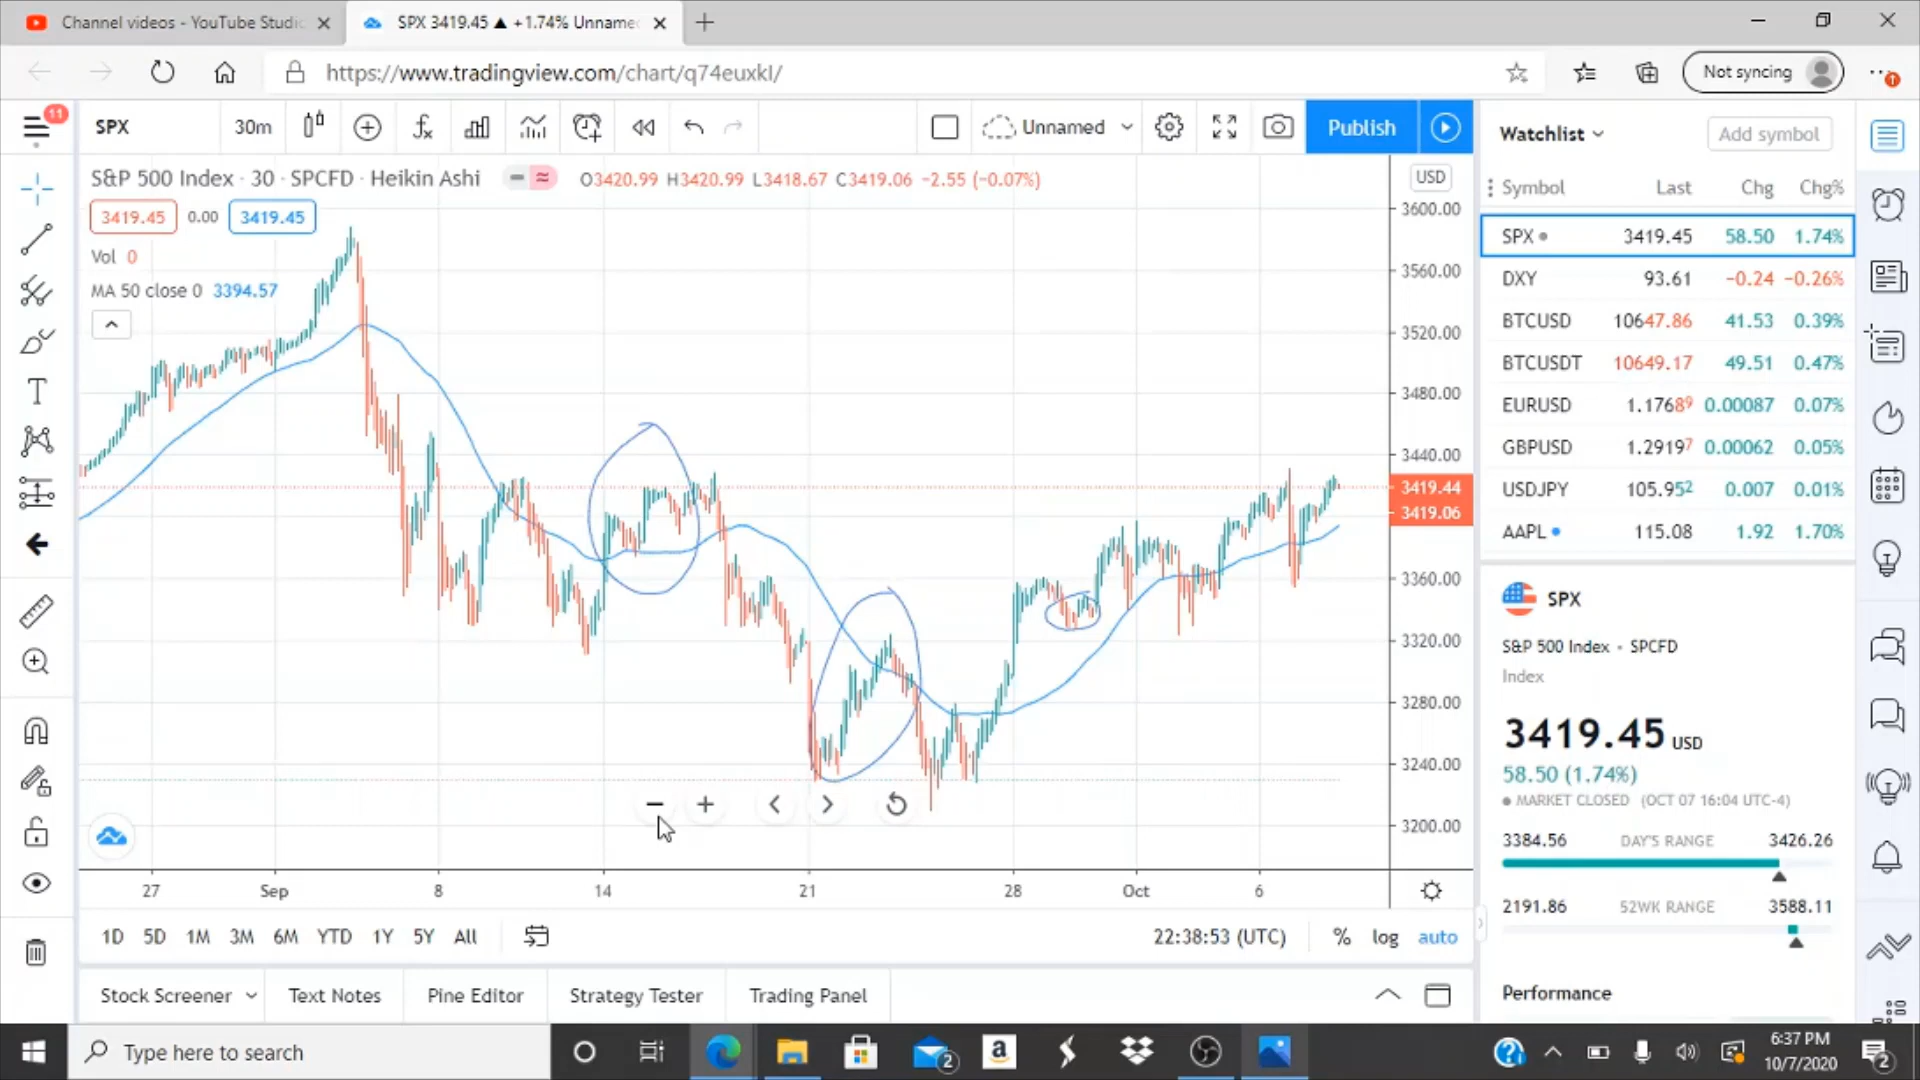 Channel videos - YouTube Studio
SPX 3419.45 ▲ +1.74% Unname
https://www.tradingview.com/chart/q74euxkI/
Not syncing
11
SPX
30m
Unnamed
Publish
S&P 500 Index · 30 · SPCFD · Heikin Ashi
O3420.99 H3420.99 L3418.67 C3419.06 −2.55 (−0.07%)
3419.45 0.00 3419.45
Vol 0
MA 50 close 0 3394.57
USD
3600.00
3560.00
3520.00
3480.00
3440.00
3419.44
3419.06
3360.00
3320.00
3280.00
3240.00
3200.00
27 Sep 8 14 21 28 Oct 6
1D 5D 1M 3M 6M YTD 1Y 5Y All
22:38:53 (UTC) % log auto
Stock Screener Text Notes Pine Editor Strategy Tester Trading Panel
Watchlist
Add symbol
Symbol Last Chg Chg%
SPX 3419.45 58.50 1.74%
DXY 93.61 −0.24 −0.26%
BTCUSD 10647.86 41.53 0.39%
BTCUSDT 10649.17 49.51 0.47%
EURUSD 1.17689 0.00087 0.07%
GBPUSD 1.29197 0.00062 0.05%
USDJPY 105.952 0.007 0.01%
AAPL 115.08 1.92 1.70%
SPX
S&P 500 Index • SPCFD
Index
3419.45 USD
58.50 (1.74%)
MARKET CLOSED (OCT 07 16:04 UTC-4)
3384.56 DAY'S RANGE 3426.26
2191.86 52WK RANGE 3588.11
Performance
Type here to search
2
a
6:37 PM
10/7/2020
2